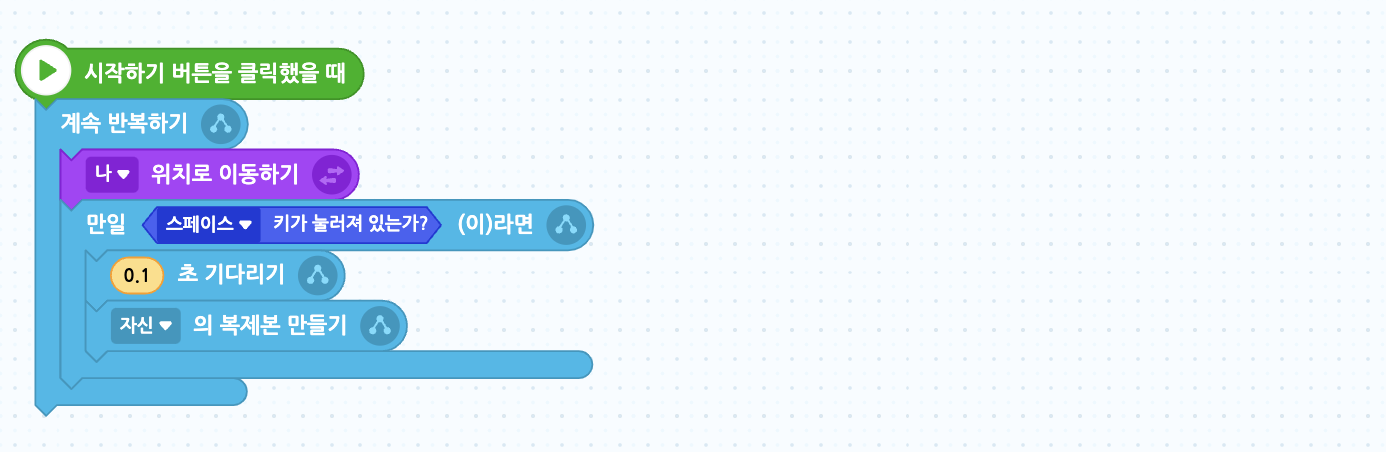 시작하기 버튼을 클릭했을 때
계속 반복하기
나 위치로 이동하기
만일 스페이스 키가 눌러져 있는가? (이)라면
0.1 초 기다리기
자신 의 복제본 만들기